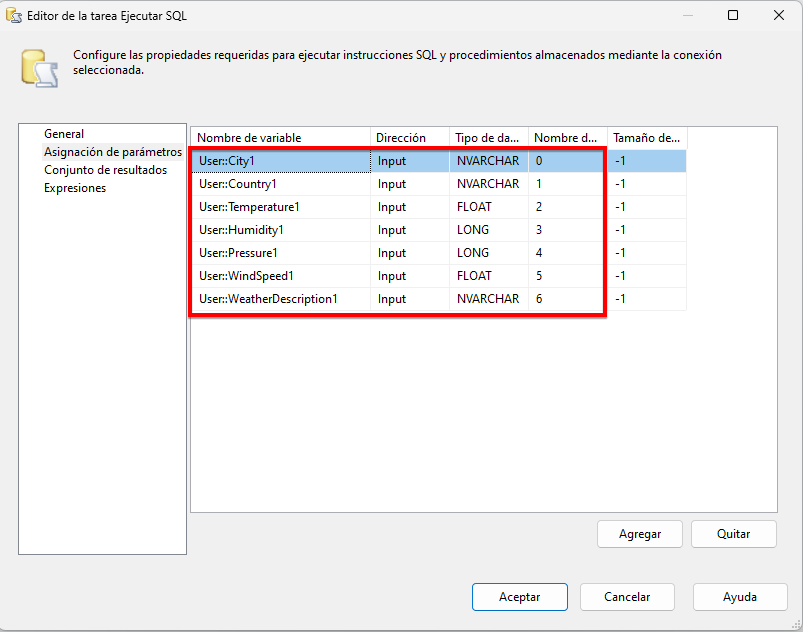 Editor de la tarea Ejecutar SQL
Configure las propiedades requeridas para ejecutar instrucciones SQL y procedimientos almacenados mediante la conexión
seleccionada.
General
Asignación de parámetros
Conjunto de resultados
Expresiones
Nombre de variable Dirección Tipo de da... Nombre d... Tamaño de...
User::City1 Input NVARCHAR 0 -1
User::Country1 Input NVARCHAR 1 -1
User::Temperature1 Input FLOAT 2 -1
User::Humidity1 Input LONG 3 -1
User::Pressure1 Input LONG 4 -1
User::WindSpeed1 Input FLOAT 5 -1
User::WeatherDescription1 Input NVARCHAR 6 -1
Agregar Quitar
Aceptar Cancelar Ayuda